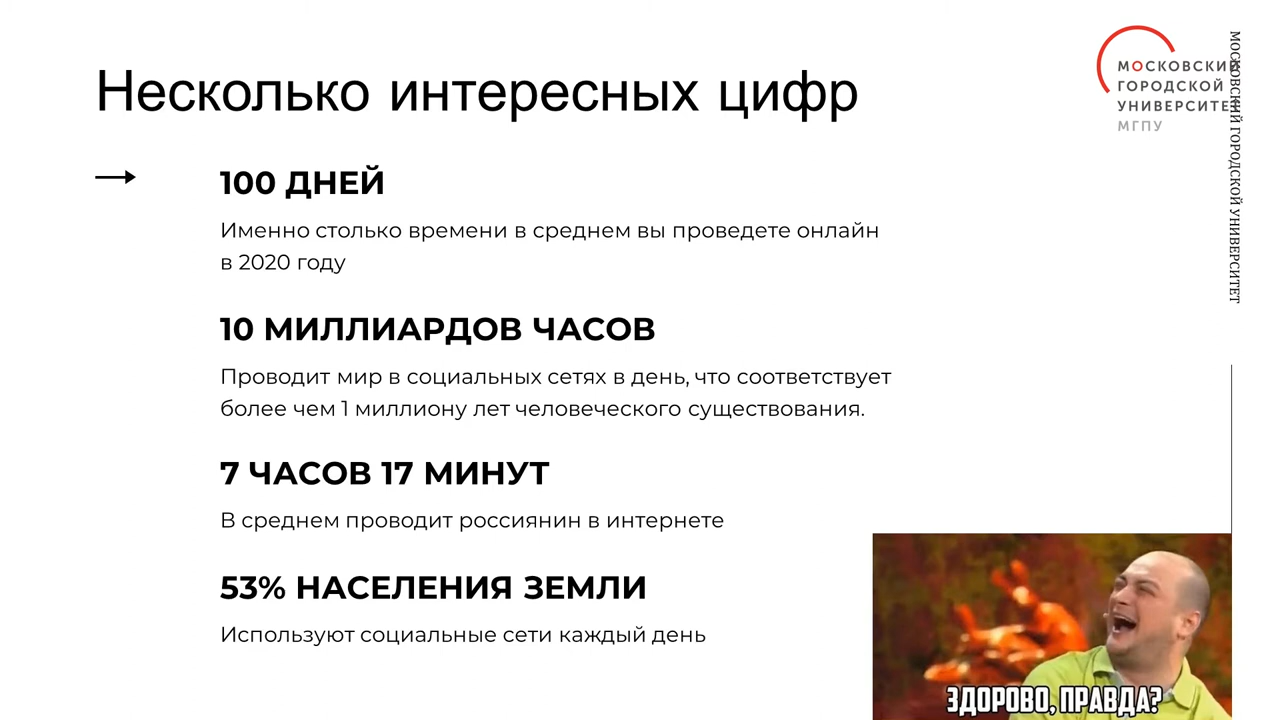 Несколько интересных цифр
МОСКОВСКИЙ
ГОРОДСКОЙ
УНИВЕРСИТЕТ
МГПУ
МОСКОВСКИЙ ГОРОДСКОЙ УНИВЕРСИТЕТ
100 ДНЕЙ
Именно столько времени в среднем вы проведете онлайн
в 2020 году
10 МИЛЛИАРДОВ ЧАСОВ
Проводит мир в социальных сетях в день, что соответствует
более чем 1 миллиону лет человеческого существования.
7 ЧАСОВ 17 МИНУТ
В среднем проводит россиянин в интернете
53% НАСЕЛЕНИЯ ЗЕМЛИ
Используют социальные сети каждый день
ЗДОРОВО, ПРАВДА?